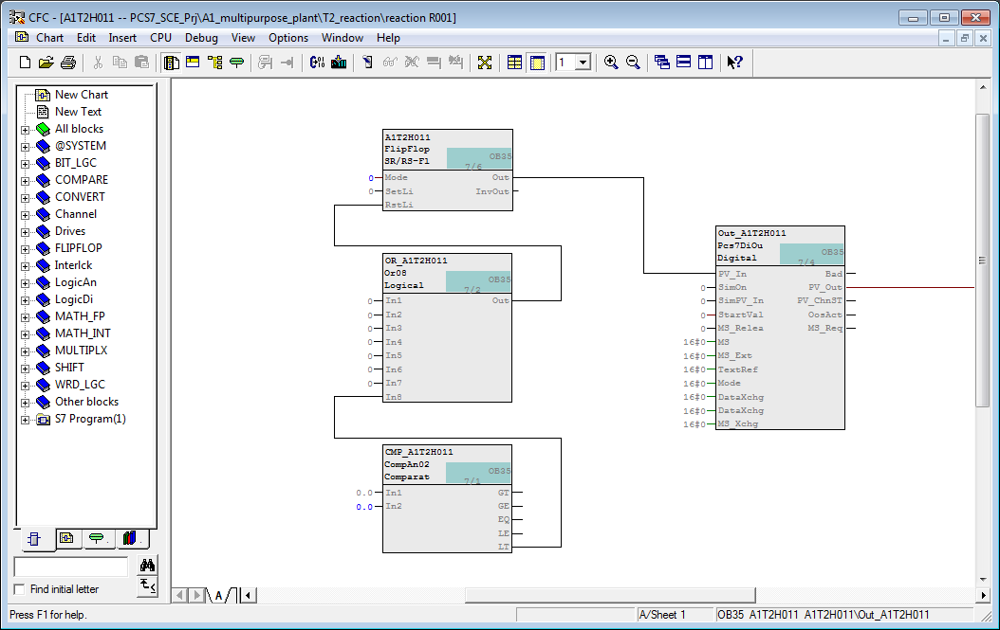 CFC - [A1T2H011 -- PCS7_SCE_Prj\A1_multipurpose_plant\T2_reaction\reaction R001]
Chart Edit Insert CPU Debug View Options Window Help
1
New Chart
New Text
All blocks
@SYSTEM
BIT_LGC
COMPARE
CONVERT
Channel
Drives
FLIPFLOP
Interlck
LogicAn
LogicDi
MATH_FP
MATH_INT
MULTIPLX
SHIFT
WRD_LGC
Other blocks
S7 Program(1)
Find initial letter
A1T2H011
FlipFlop
SR/RS-Fl
OB35
7/6
0 Mode Out
0 SetLi InvOut
RstLi
OR_A1T2H011
Or08
Logical
OB35
7/2
0 In1 Out
0 In2
0 In3
0 In4
0 In5
0 In6
0 In7
In8
CMP_A1T2H011
CompAn02
Comparat
OB35
7/1
0.0 In1 GT
0.0 In2 GE
EQ
LE
LT
Out_A1T2H011
Pcs7DiOu
Digital
OB35
7/4
PV_In Bad
0 SimOn PV_Out
0 SimPV_In PV_ChnST
0 StartVal OosAct
0 MS_Relea MS_Req
16#0 MS
16#0 MS_Ext
16#0 TextRef
16#0 Mode
16#0 DataXchg
16#0 DataXchg
16#0 MS_Xchg
A
Press F1 for help.
A/Sheet 1
OB35 A1T2H011 A1T2H011\Out_A1T2H011